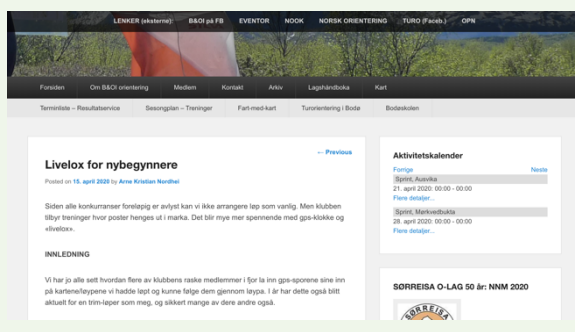 LENKER (eksterne): B&OI på FB EVENTOR NOOK NORSK ORIENTERING TURO (Faceb.) OPN
Forsiden Om B&OI orientering Medlem Kontakt Arkiv Lagshåndboka Kart
Terminliste – Resultatservice Sesongplan – Treninger Fart-med-kart Turorientering i Bodø Bodøskolen
← Previous
Livelox for nybegynnere
Posted on 15. april 2020 by Arne Kristian Nordhei
Siden alle konkurranser foreløpig er avlyst kan vi ikke arrangere løp som vanlig. Men klubben
tilbyr treninger hvor poster henges ut i marka. Det blir mye mer spennende med gps-klokke og
«livelox».
INNLEDNING
Vi har jo alle sett hvordan flere av klubbens raske medlemmer i fjor la inn gps-sporene sine inn
på kartene/løypene vi hadde løpt og kunne følge dem gjennom løypa. I år har dette også blitt
aktuelt for en trim-løper som meg, og sikkert mange av dere andre også.
Aktivitetskalender
Forrige Neste
Sprint, Ausvika
21. april 2020: 00:00 - 00:00
Flere detaljer...
Sprint, Mørkvedbukta
28. april 2020: 00:00 - 00:00
Flere detaljer...
SØRREISA O-LAG 50 år: NNM 2020
SØRREISA